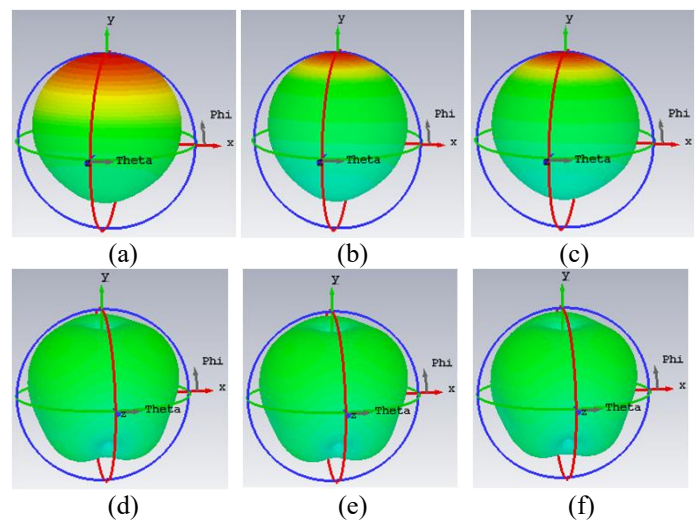 y
Phi
x
z
Theta
(a)
y
Phi
x
z
Theta
(b)
y
Phi
x
z
Theta
(c)
y
Phi
x
z
Theta
(d)
y
Phi
x
z
Theta
(e)
y
Phi
x
z
Theta
(f)